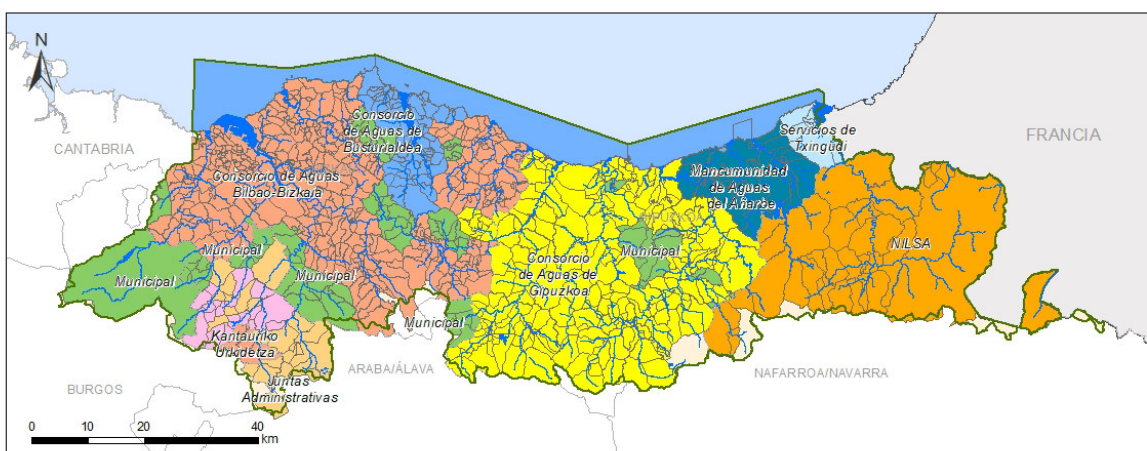 N
CANTABRIA
Consorcio
de Aguas de
Busturialdea
Servicios de
Txingudi
FRANCIA
Consorcio de Aguas
Bilbao-Bizkaia
Mancumunidad
de Aguas
del Añarbe
GIPUZKOA
NILSA
Municipal
Municipal
Municipal
Municipal
Consorcio
de Aguas de
Gipuzkoa
Municipal
Kantauriko
Urkidetza
Juntas
Administrativas
ARABA/ÁLAVA
BURGOS
NAFARROA/NAVARRA
0 10 20 40
km